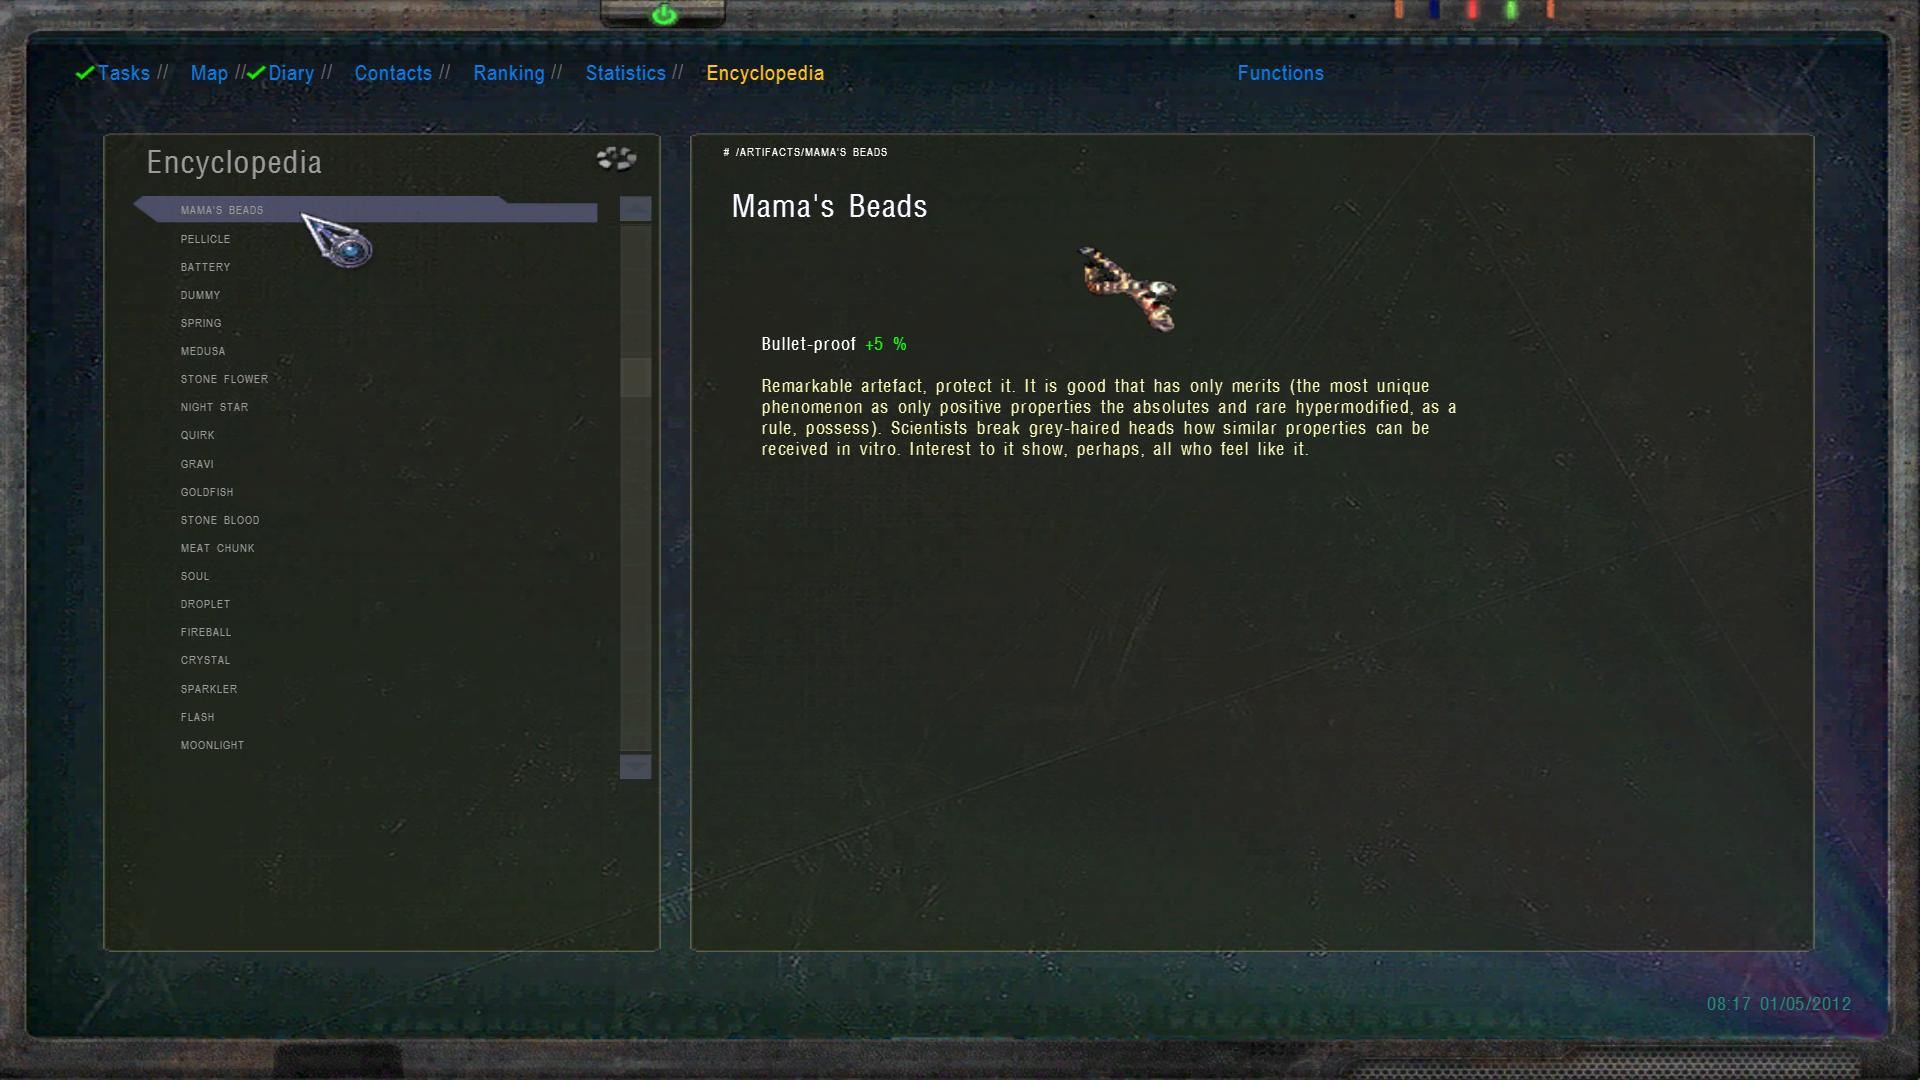 Tasks // Map // Diary // Contacts // Ranking // Statistics // Encyclopedia Functions
Encyclopedia
MAMA'S BEADS
PELLICLE
BATTERY
DUMMY
SPRING
MEDUSA
STONE FLOWER
NIGHT STAR
QUIRK
GRAVI
GOLDFISH
STONE BLOOD
MEAT CHUNK
SOUL
DROPLET
FIREBALL
CRYSTAL
SPARKLER
FLASH
MOONLIGHT
# /ARTIFACTS/MAMA'S BEADS
Mama's Beads
Bullet-proof +5 %
Remarkable artefact, protect it. It is good that has only merits (the most unique
phenomenon as only positive properties the absolutes and rare hypermodified, as a
rule, possess). Scientists break grey-haired heads how similar properties can be
received in vitro. Interest to it show, perhaps, all who feel like it.
08:17 01/05/2012